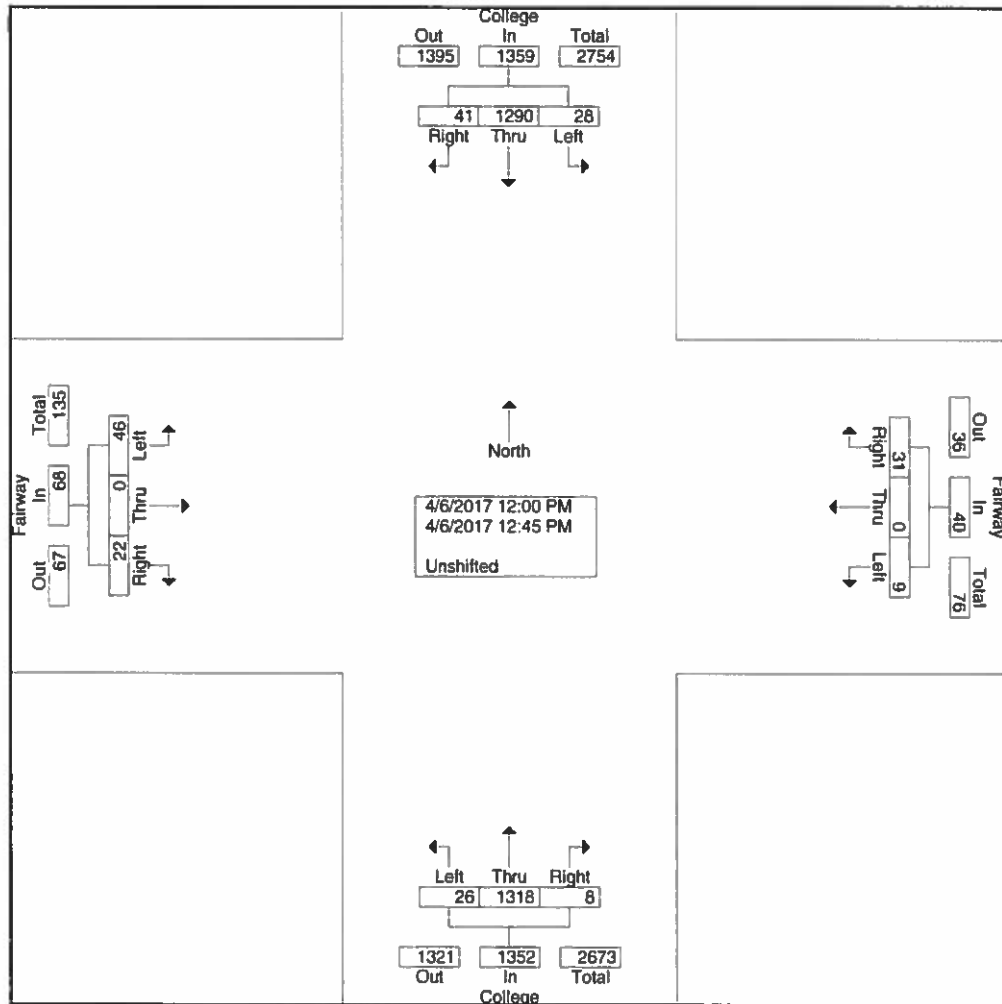 College
Out In Total
1395 1359 2754
41 1290 28
Right Thru Left
Total
135
In
68
Out
67
Fairway
46
0
22
Left
Thru
Right
North
4/6/2017 12:00 PM
4/6/2017 12:45 PM
Unshifted
Right
Thru
Left
31
0
9
Out
36
In
40
Total
76
Fairway
Left Thru Right
26 1318 8
1321 1352 2673
Out In Total
College